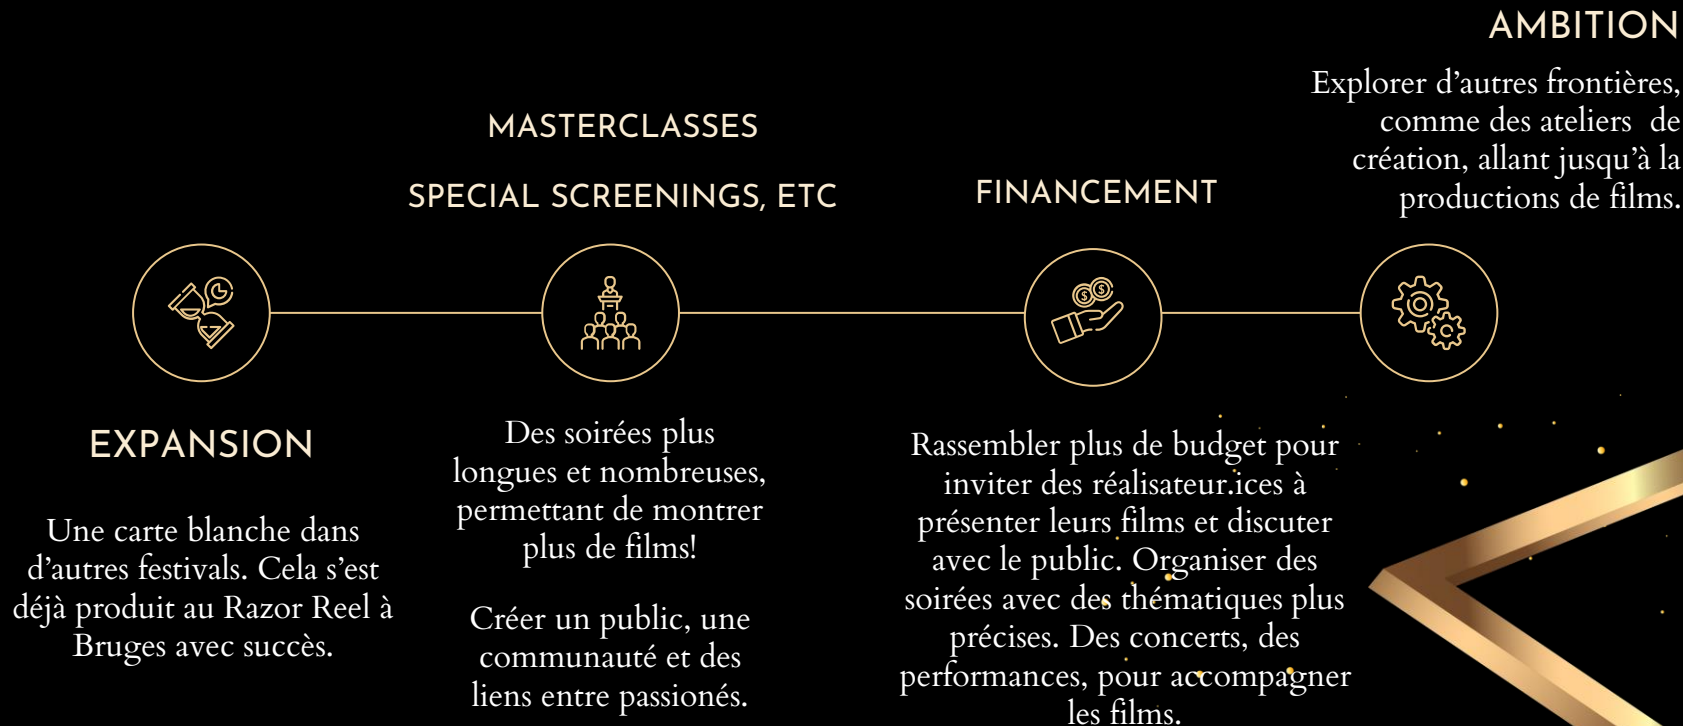 EXPANSION
Une carte blanche dans
d’autres festivals. Cela s’est
déjà produit au Razor Reel à
Bruges avec succès.
MASTERCLASSES
SPECIAL SCREENINGS, ETC
Des soirées plus
longues et nombreuses,
permettant de montrer
plus de films!
Créer un public, une
communauté et des
liens entre passionés.
FINANCEMENT
Rassembler plus de budget pour
inviter des réalisateur.ices à
présenter leurs films et discuter
avec le public. Organiser des
soirées avec des thématiques plus
précises. Des concerts, des
performances, pour accompagner
les films.
AMBITION
Explorer d’autres frontières,
comme des ateliers  de
création, allant jusqu’à la
productions de films.